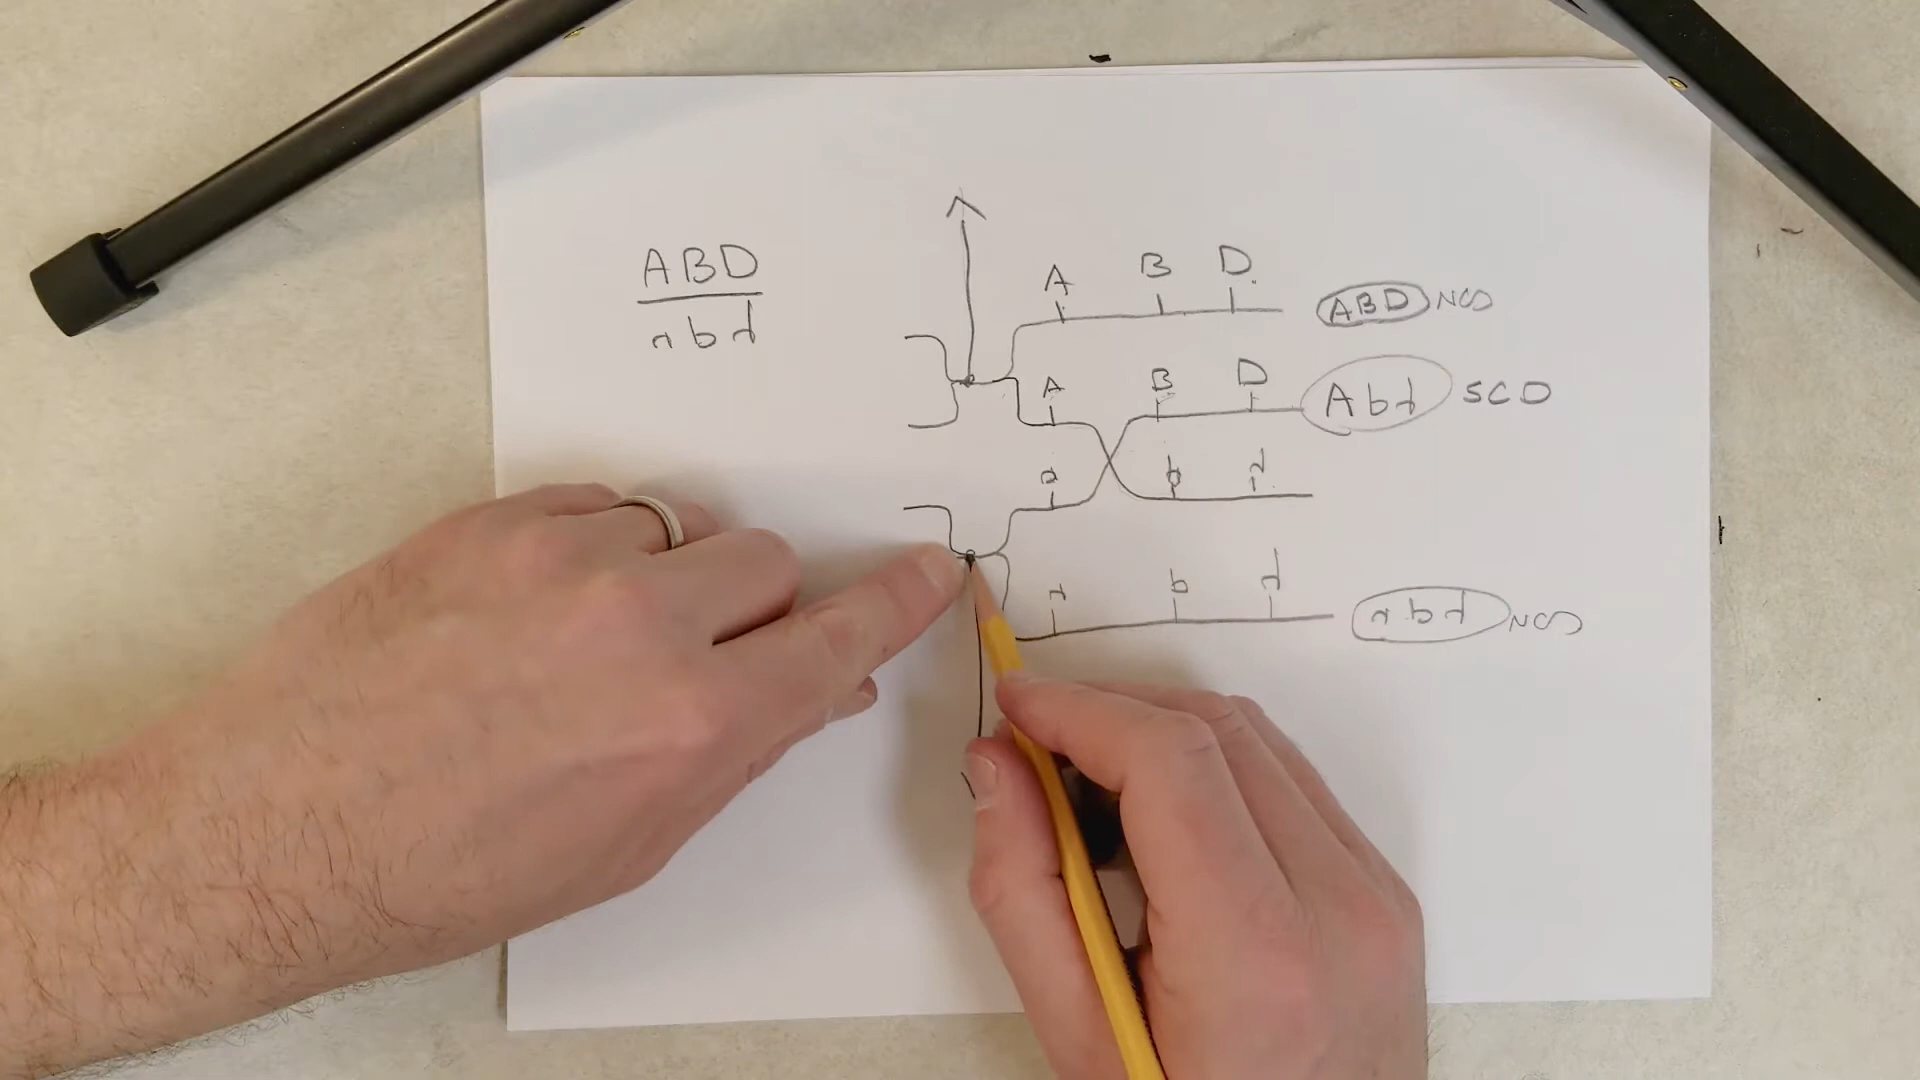 ABD
abd
A B D
ABD NCO
A B D
Abd SCO
a b d
a b d
abd NCO